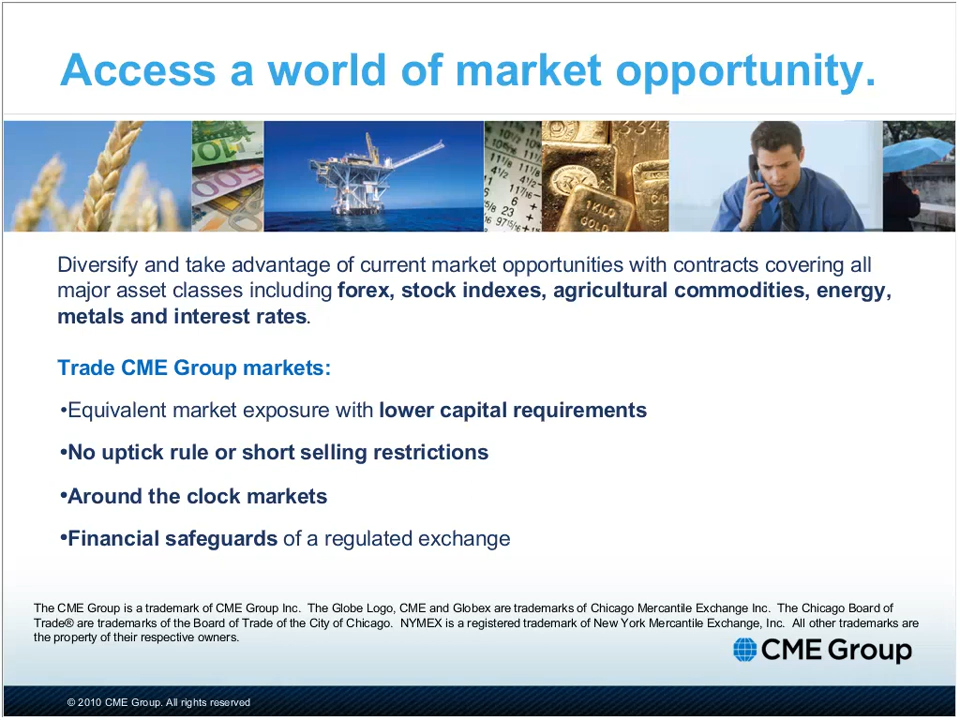 Access a world of market opportunity.
Diversify and take advantage of current market opportunities with contracts covering all
major asset classes including forex, stock indexes, agricultural commodities, energy,
metals and interest rates.
Trade CME Group markets:
•Equivalent market exposure with lower capital requirements
•No uptick rule or short selling restrictions
•Around the clock markets
•Financial safeguards of a regulated exchange
The CME Group is a trademark of CME Group Inc.  The Globe Logo, CME and Globex are trademarks of Chicago Mercantile Exchange Inc.  The Chicago Board of
Trade® are trademarks of the Board of Trade of the City of Chicago.  NYMEX is a registered trademark of New York Mercantile Exchange, Inc.  All other trademarks are
the property of their respective owners.
CME Group
© 2010 CME Group. All rights reserved